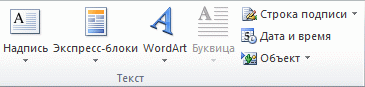 Надпись Экспресс-блоки WordArt Буквица
Строка подписи
Дата и время
Объект
Текст